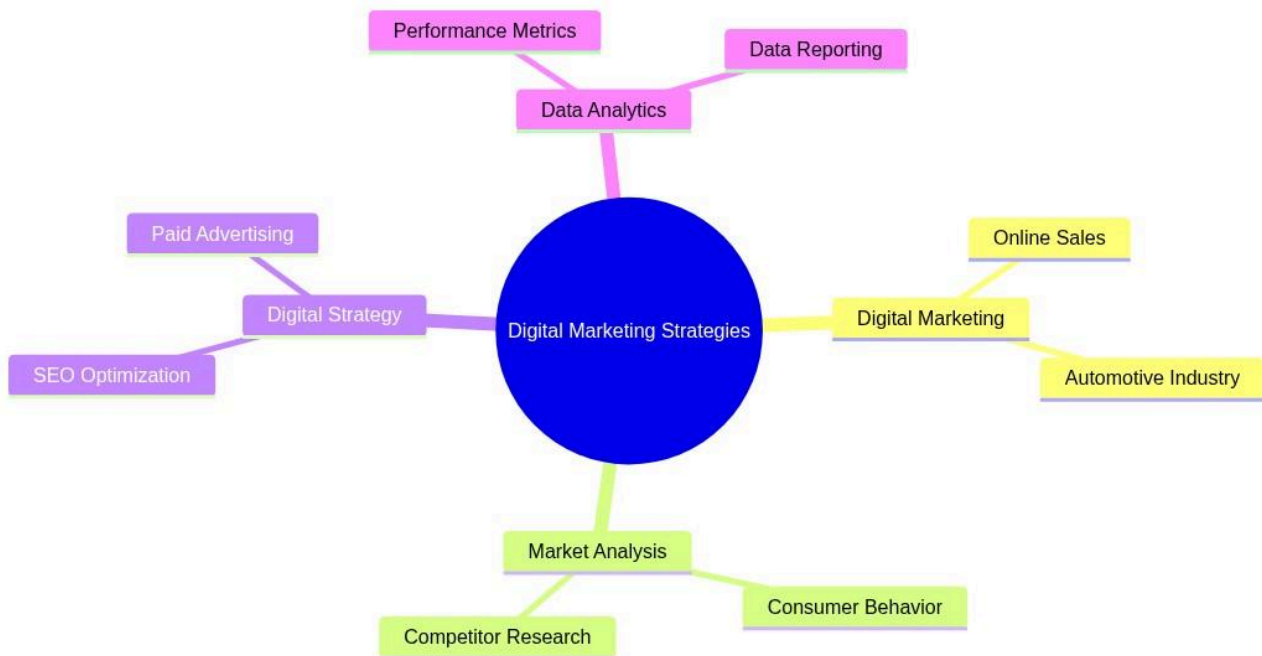 Performance Metrics
Data Reporting
Data Analytics
Paid Advertising
Online Sales
Digital Strategy
Digital Marketing Strategies
Digital Marketing
SEO Optimization
Automotive Industry
Market Analysis
Consumer Behavior
Competitor Research